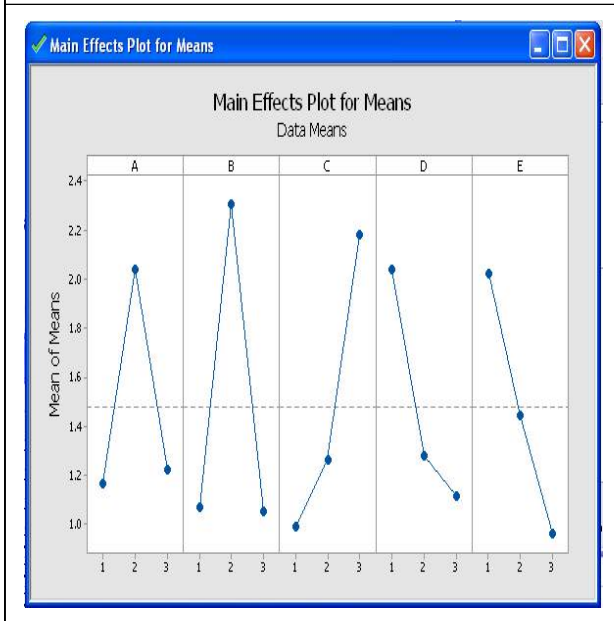 Main Effects Plot for Means
Main Effects Plot for Means
Data Means
A B C D E
2.4
2.2
2.0
1.8
1.6
1.4
1.2
1.0
Mean of Means
1 2 3 1 2 3 1 2 3 1 2 3 1 2 3